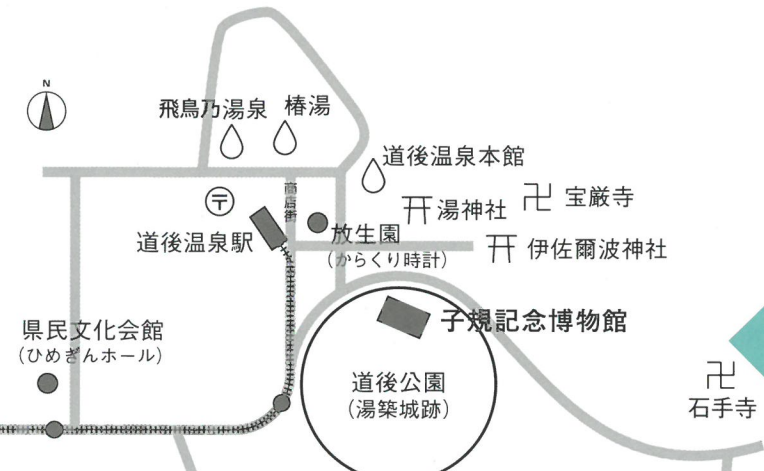 N
飛鳥乃湯泉
椿湯
道後温泉本館
商店街
湯神社
宝厳寺
道後温泉駅
放生園
(からくり時計)
伊佐爾波神社
子規記念博物館
県民文化会館
(ひめぎんホール)
道後公園
(湯築城跡)
石手寺